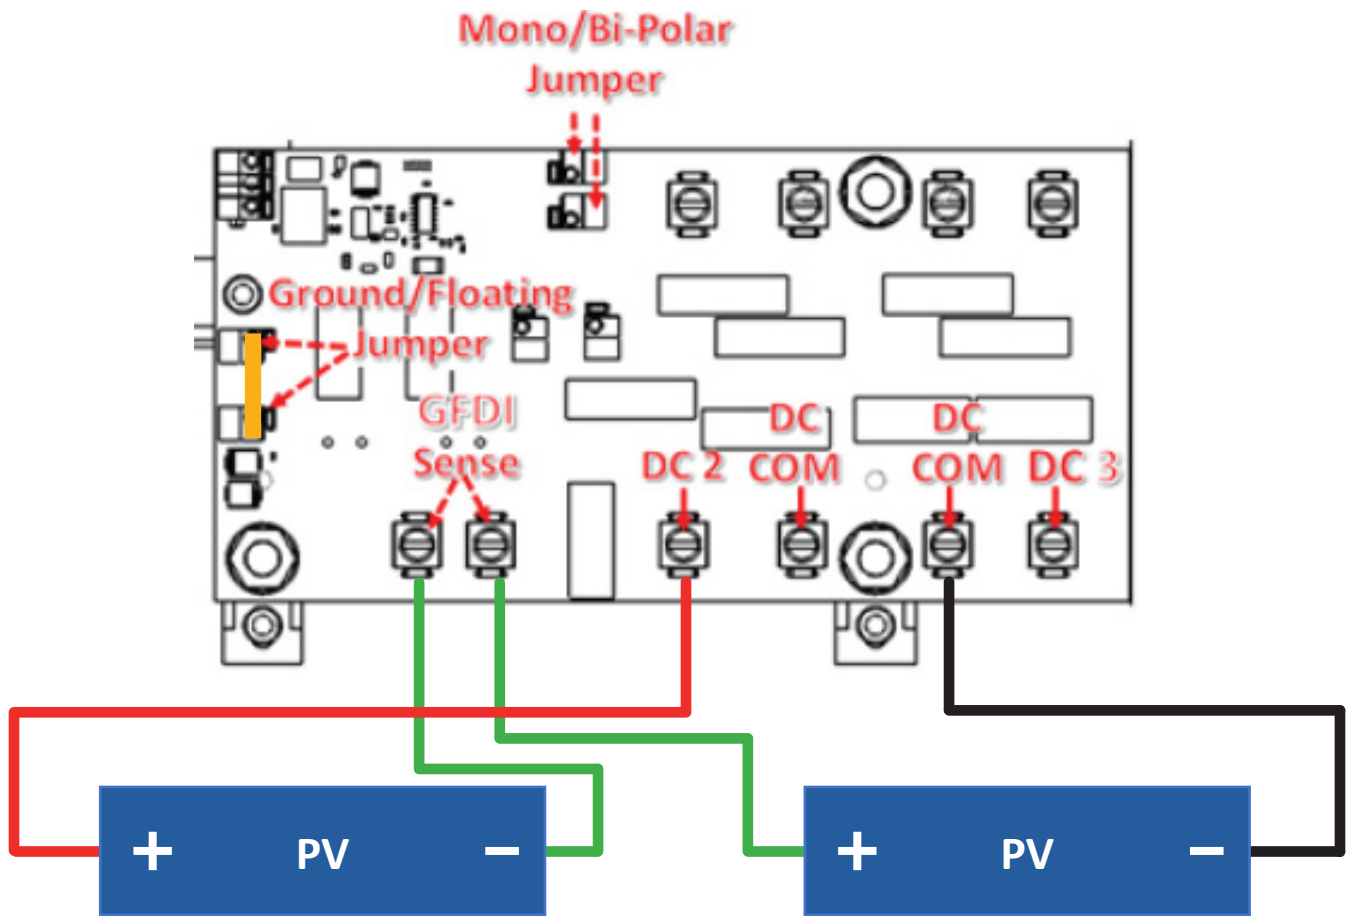 Mono/Bi-Polar
Jumper
Ground/Floating
Jumper
GFDI
Sense
DC 2
DC
COM
DC
COM
DC 3
+ PV −
+ PV −